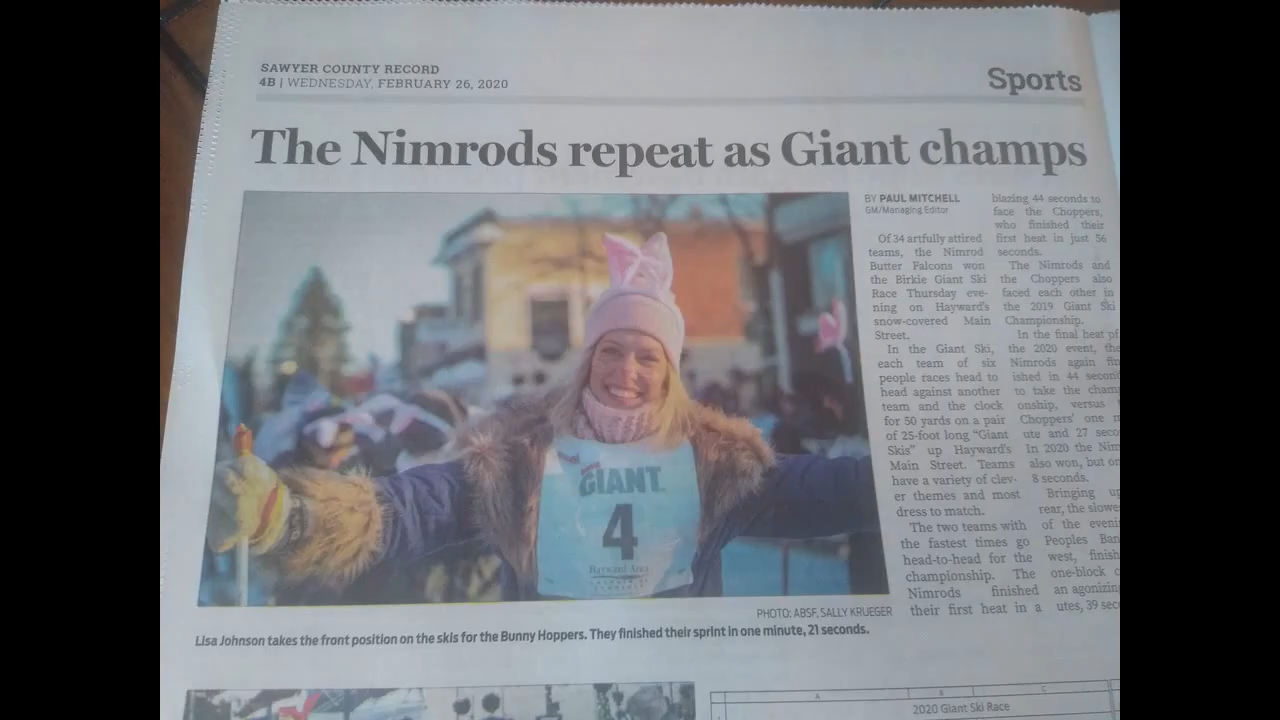 SAWYER COUNTY RECORD
4B | WEDNESDAY, FEBRUARY 26, 2020
Sports
The Nimrods repeat as Giant champs
GIANT
4
Hayward Area
PHOTO: ABSF, SALLY KRUEGER
Lisa Johnson takes the front position on the skis for the Bunny Hoppers. They finished their sprint in one minute, 21 seconds.
BY PAUL MITCHELL
GM/Managing Editor
Of 34 artfully attired
teams, the Nimrod
Butter Falcons won
the Birkie Giant Ski
Race Thursday eve-
ning on Hayward's
snow-covered Main
Street.
In the Giant Ski,
each team of six
people races head to
head against another
team and the clock
for 50 yards on a pair
of 25-foot long "Giant
Skis" up Hayward's
Main Street. Teams
have a variety of clev-
er themes and most
dress to match.
The two teams with
the fastest times go
head-to-head for the
championship. The
Nimrods finished
their first heat in a
blazing 44 seconds to
face the Choppers,
who finished their
first heat in just 56
seconds.
The Nimrods and
the Choppers also
faced each other in
the 2019 Giant Ski
Championship.
In the final heat of
the 2020 event, the
Nimrods again fin
ished in 44 second
to take the cham
onship, versus
Choppers' one m
ute and 27 seco
In 2020 the Nim
also won, but on
8 seconds.
Bringing up
rear, the slowe
of the eveni
Peoples Ban
west, finish
one-block c
an agonizin
utes, 39 sec
A B C
1 2020 Giant Ski Race